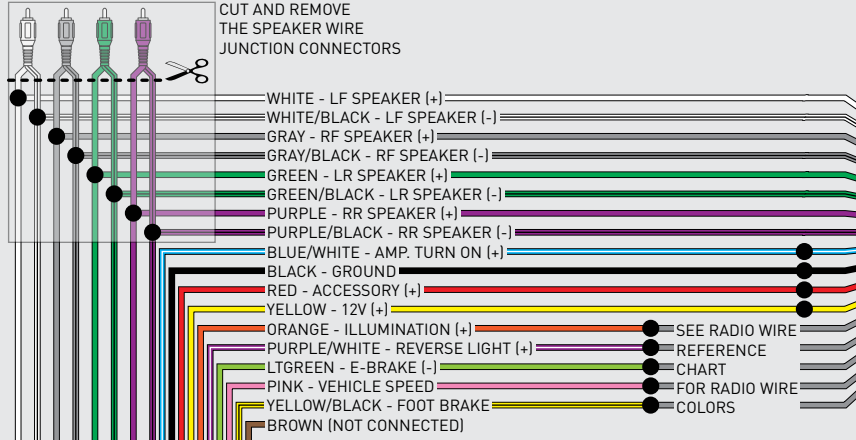 CUT AND REMOVE
THE SPEAKER WIRE
JUNCTION CONNECTORS
WHITE - LF SPEAKER (+)
WHITE/BLACK - LF SPEAKER (-)
GRAY - RF SPEAKER (+)
GRAY/BLACK - RF SPEAKER (-)
GREEN - LR SPEAKER (+)
GREEN/BLACK - LR SPEAKER (-)
PURPLE - RR SPEAKER (+)
PURPLE/BLACK - RR SPEAKER (-)
BLUE/WHITE - AMP. TURN ON (+)
BLACK - GROUND
RED - ACCESSORY (+)
YELLOW - 12V (+)
ORANGE - ILLUMINATION (+)
PURPLE/WHITE - REVERSE LIGHT (+)
LTGREEN - E-BRAKE (-)
PINK - VEHICLE SPEED
YELLOW/BLACK - FOOT BRAKE
BROWN (NOT CONNECTED)
SEE RADIO WIRE
REFERENCE
CHART
FOR RADIO WIRE
COLORS